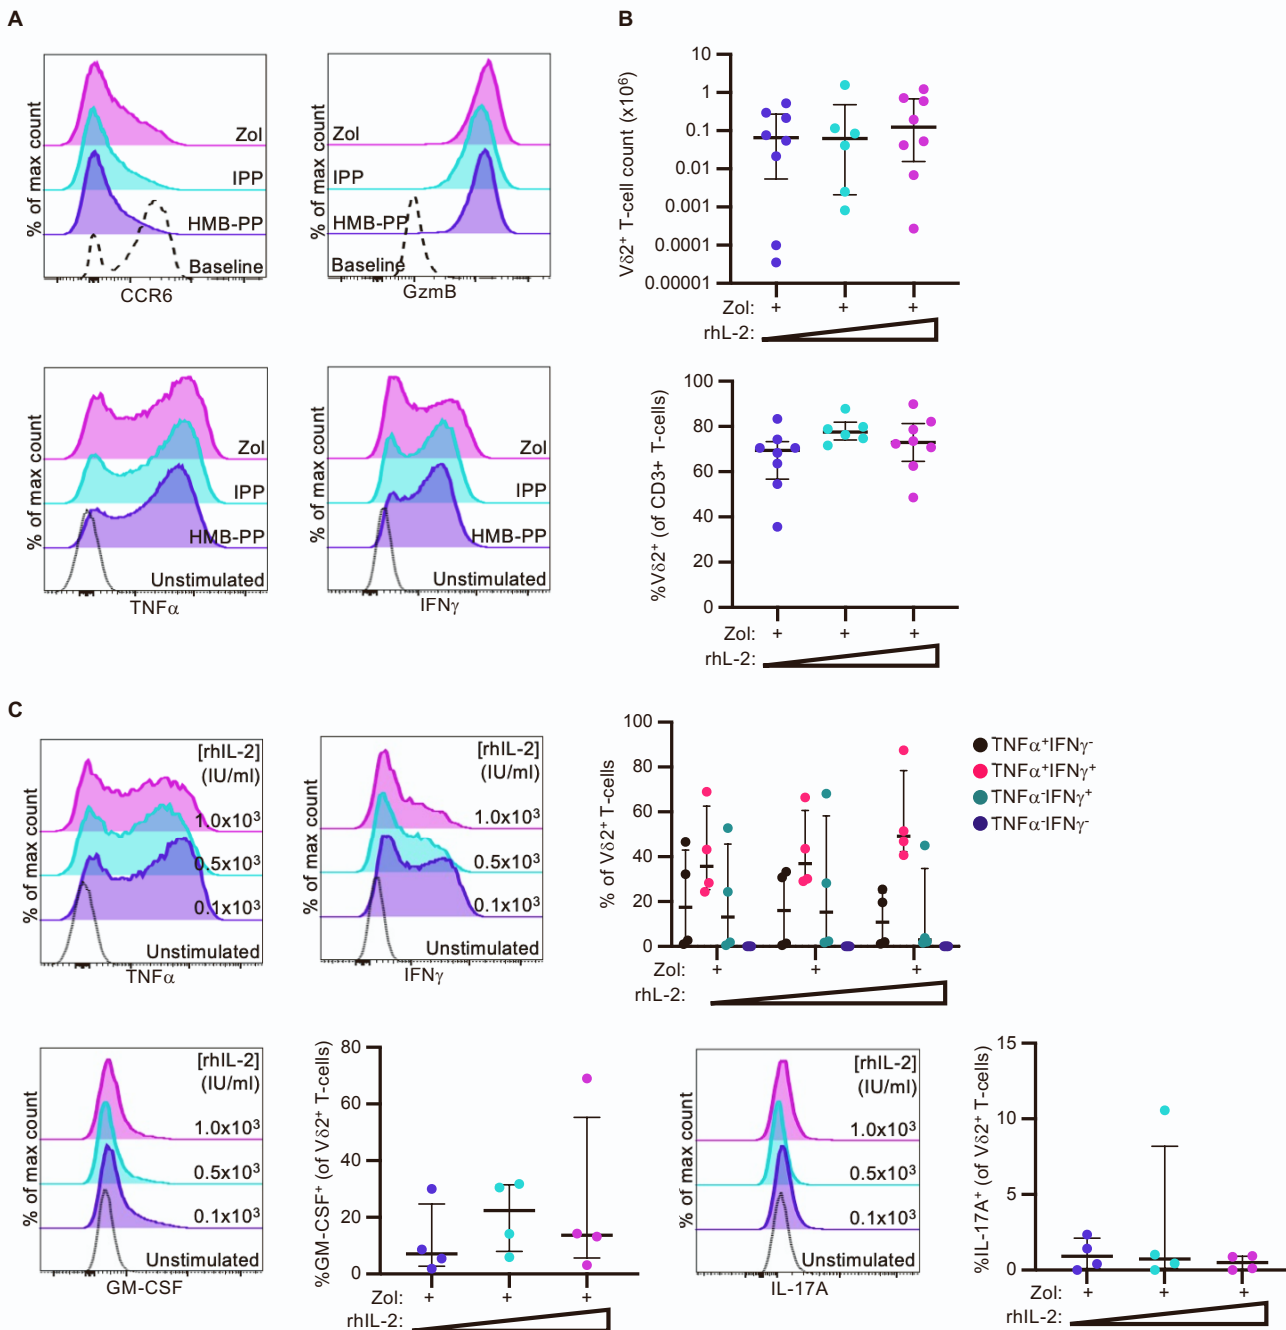 A
% of max count
Zol
IPP
HMB-PP
Baseline
CCR6
% of max count
Zol
IPP
HMB-PP
Baseline
GzmB
% of max count
Zol
IPP
HMB-PP
Unstimulated
TNFα
% of max count
Zol
IPP
HMB-PP
Unstimulated
IFNγ
B
Vδ2⁺ T-cell count (x10⁶)
10
1
0.1
0.01
0.001
0.0001
0.00001
Zol: + + +
rhL-2:
%Vδ2⁺ (of CD3+ T-cells)
100
80
60
40
20
0
Zol: + + +
rhL-2:
C
% of max count
[rhIL-2]
(IU/ml)
1.0x10³
0.5x10³
0.1x10³
Unstimulated
TNFα
% of max count
[rhIL-2]
(IU/ml)
1.0x10³
0.5x10³
0.1x10³
Unstimulated
IFNγ
% of Vδ2⁺ T-cells
100
80
60
40
20
0
Zol: + + +
rhL-2:
TNFα⁺IFNγ⁻
TNFα⁺IFNγ⁺
TNFα⁻IFNγ⁺
TNFα⁻IFNγ⁻
% of max count
[rhIL-2]
(IU/ml)
1.0x10³
0.5x10³
0.1x10³
Unstimulated
GM-CSF
%GM-CSF⁺ (of Vδ2⁺ T-cells)
80
60
40
20
0
Zol: + + +
rhIL-2:
% of max count
[rhIL-2]
(IU/ml)
1.0x10³
0.5x10³
0.1x10³
Unstimulated
IL-17A
%IL-17A⁺ (of Vδ2⁺ T-cells)
15
10
5
0
Zol: + + +
rhIL-2: